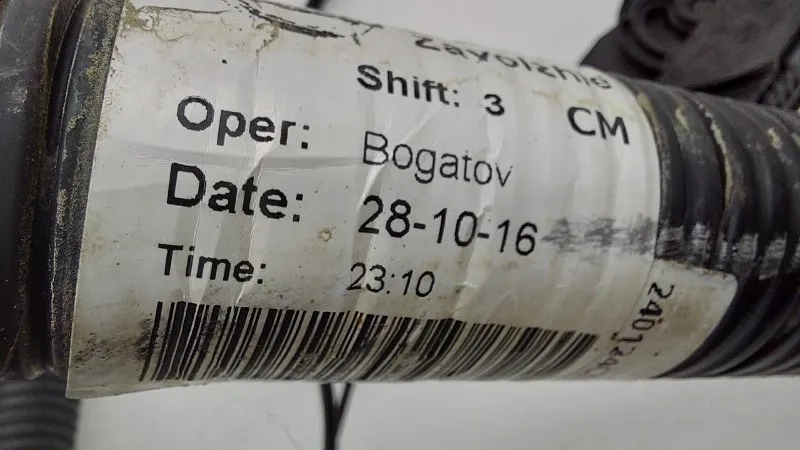 Zavolzhie
Shift: 3
CM
Oper: Bogatov
Date: 28-10-16
Time: 23:10